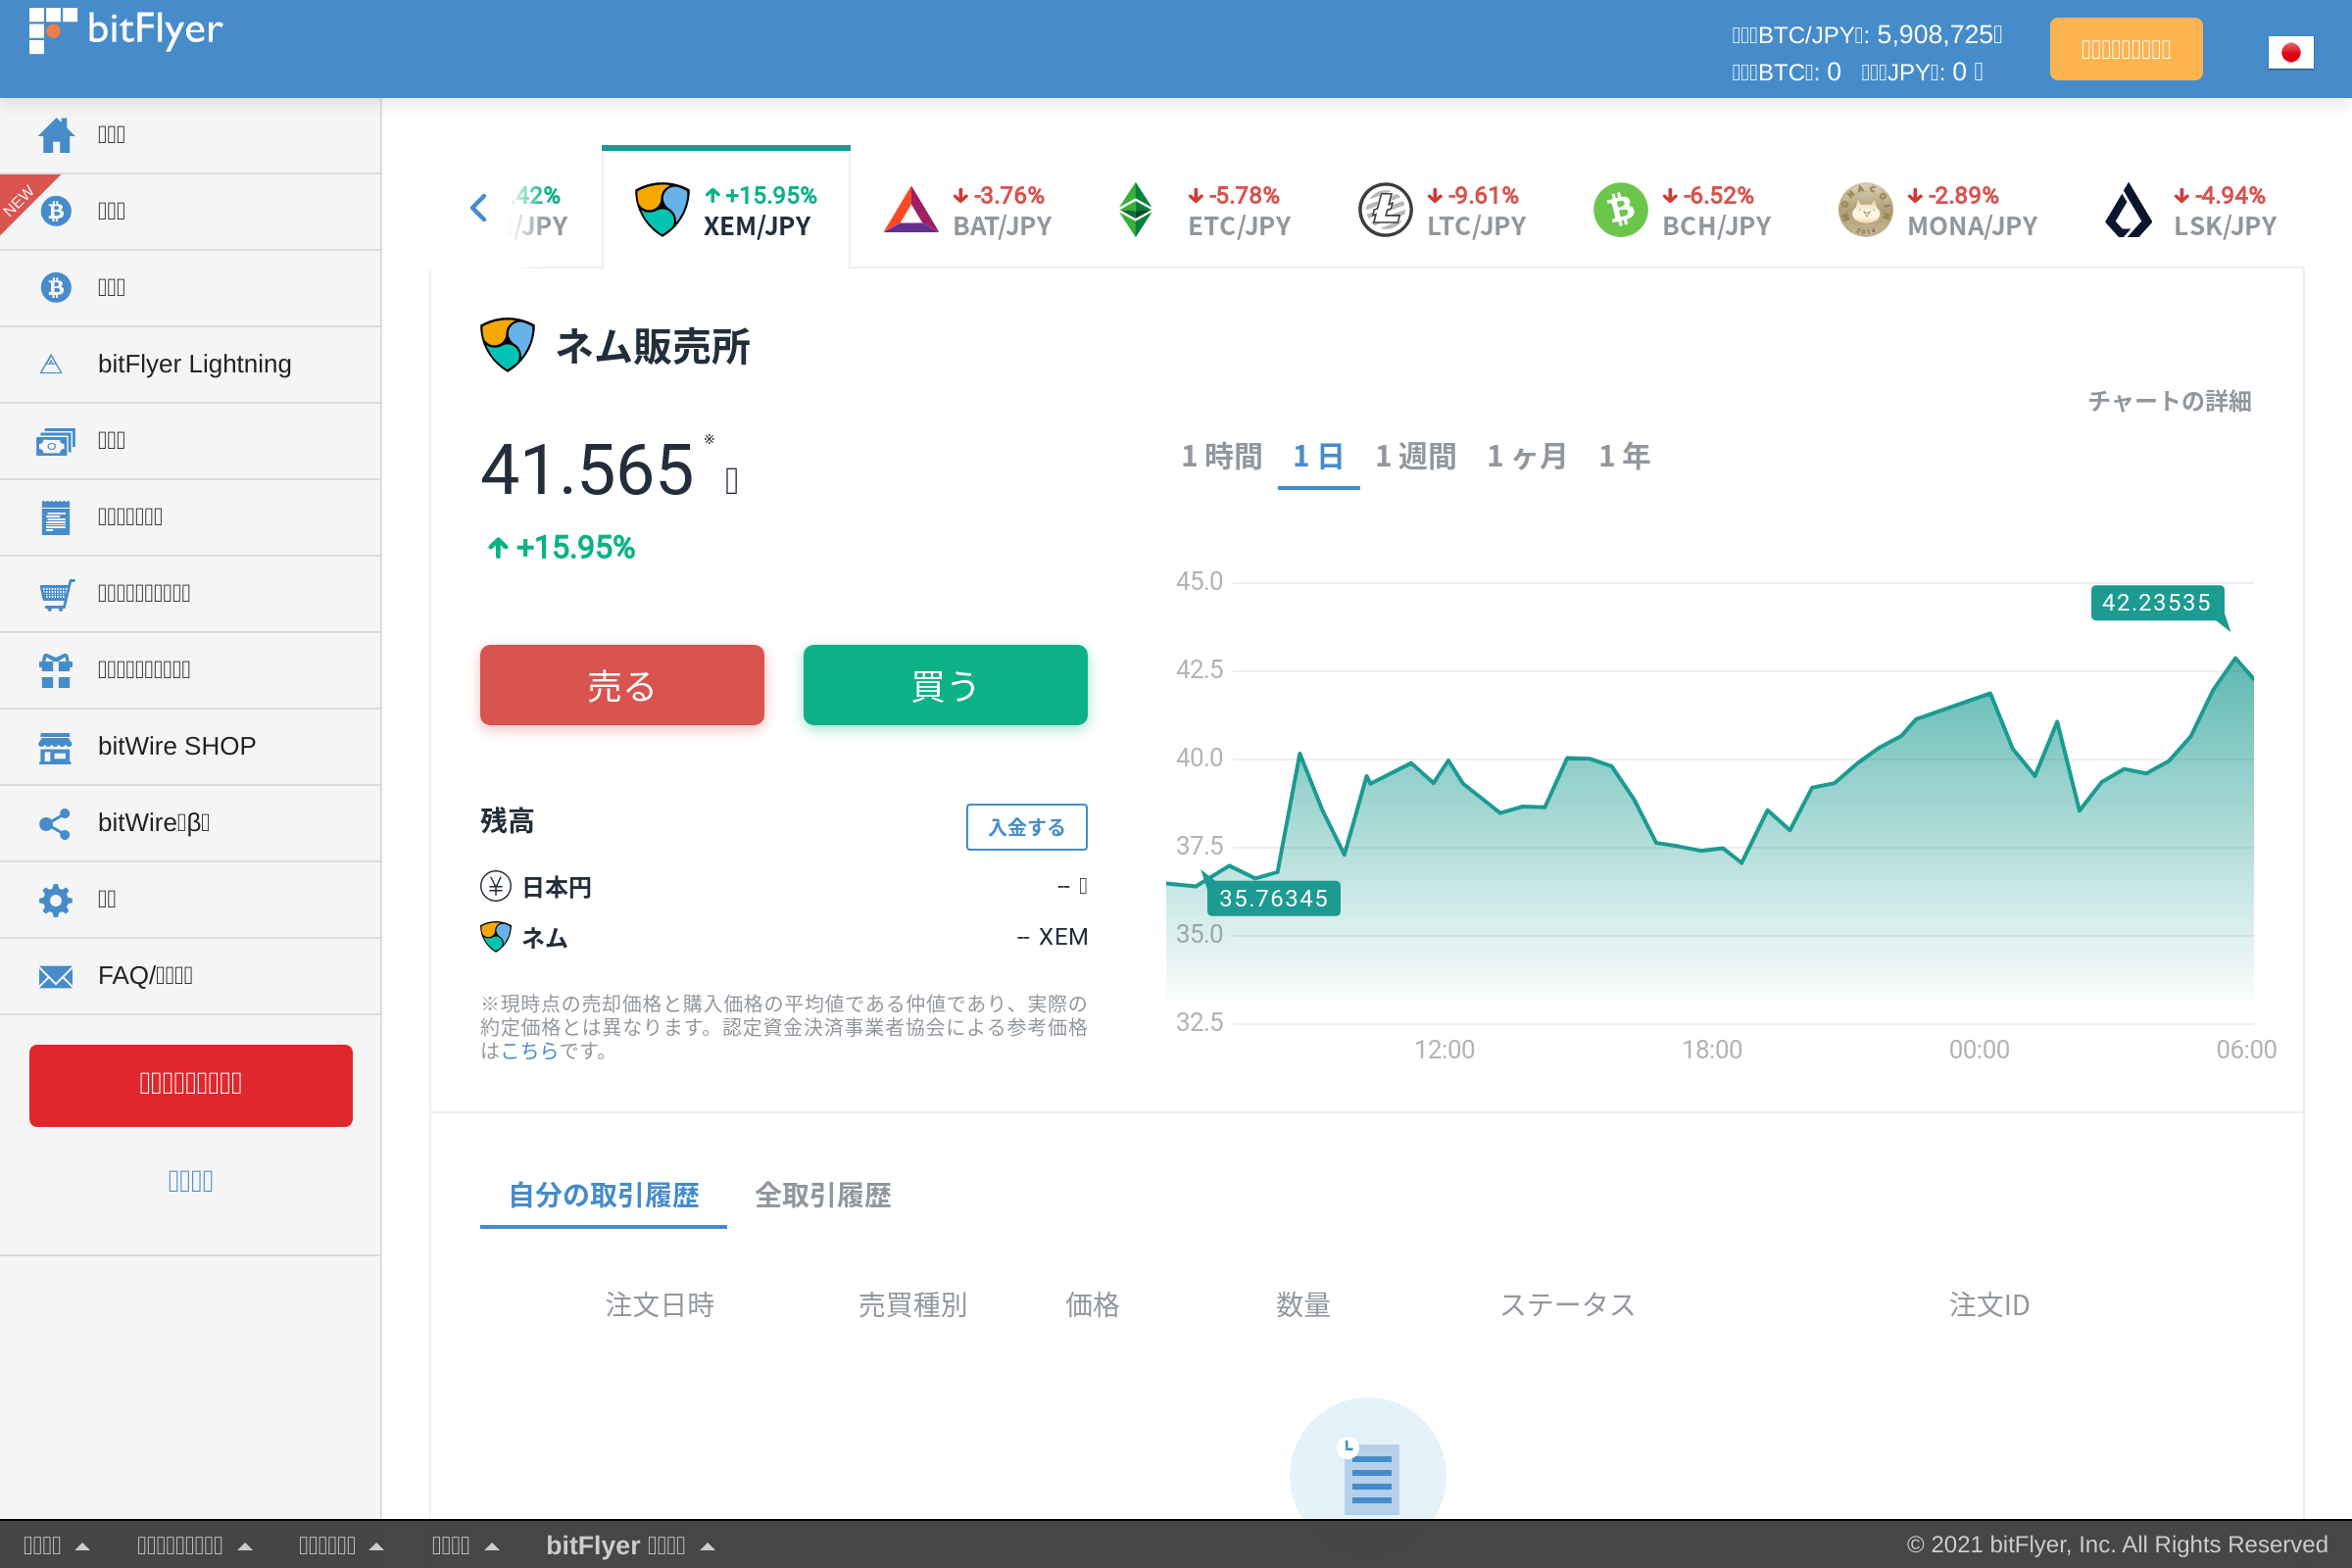 bitFlyer
BTC/JPY: 5,908,725
BTC: 0 JPY: 0
NEW
bitFlyer Lightning
bitWire SHOP
bitWire β
FAQ/
.42%
/JPY
+15.95%
XEM/JPY
-3.76%
BAT/JPY
-5.78%
ETC/JPY
-9.61%
LTC/JPY
-6.52%
BCH/JPY
-2.89%
MONA/JPY
-4.94%
LSK/JPY
ネム販売所
チャートの詳細
41.565 ※
+15.95%
1 時間 1 日 1 週間 1 ヶ月 1 年
売る 買う
残高 入金する
日本円 --
ネム -- XEM
※現時点の売却価格と購入価格の平均値である仲値であり、実際の
約定価格とは異なります。認定資金決済事業者協会による参考価格
はこちらです。
45.0
42.23535
42.5
40.0
37.5
35.76345
35.0
32.5
12:00 18:00 00:00 06:00
自分の取引履歴 全取引履歴
注文日時 売買種別 価格 数量 ステータス 注文ID
bitFlyer
© 2021 bitFlyer, Inc. All Rights Reserved